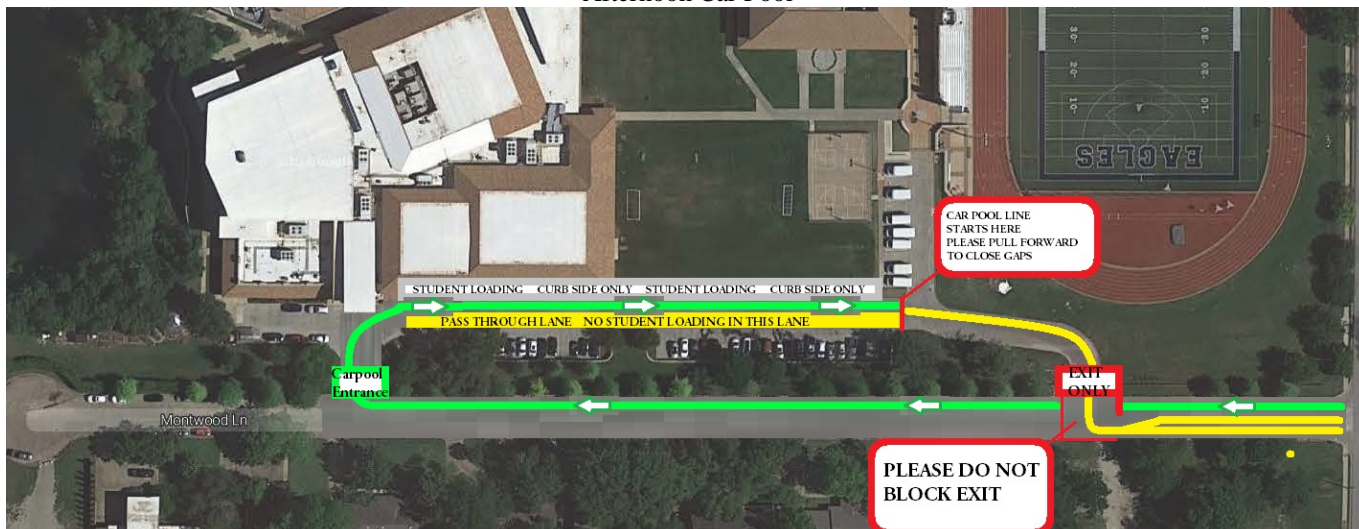 Afternoon Car Pool
30
20
10
30
20
10
EAGLES
CAR POOL LINE
STARTS HERE
PLEASE PULL FORWARD
TO CLOSE GAPS
STUDENT LOADING CURB SIDE ONLY STUDENT LOADING CURB SIDE ONLY
PASS THROUGH LANE NO STUDENT LOADING IN THIS LANE
Carpool
Entrance
EXIT
ONLY
Montwood Ln
PLEASE DO NOT
BLOCK EXIT